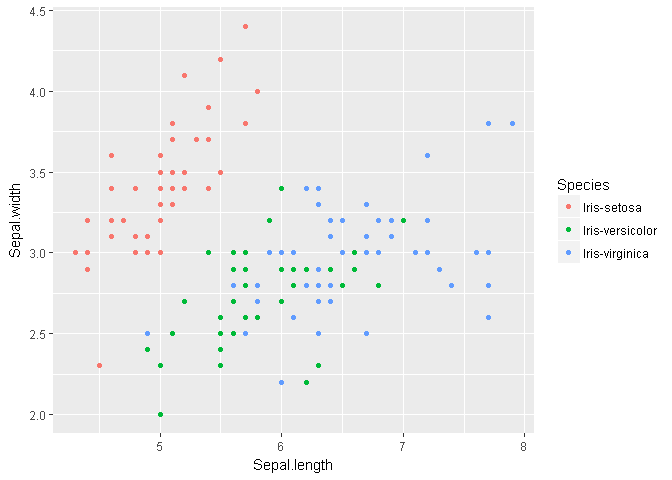 4.5
4.0
3.5
3.0
2.5
2.0
Sepal.width
5 6 7 8
Sepal.length
Species
Iris-setosa
Iris-versicolor
Iris-virginica